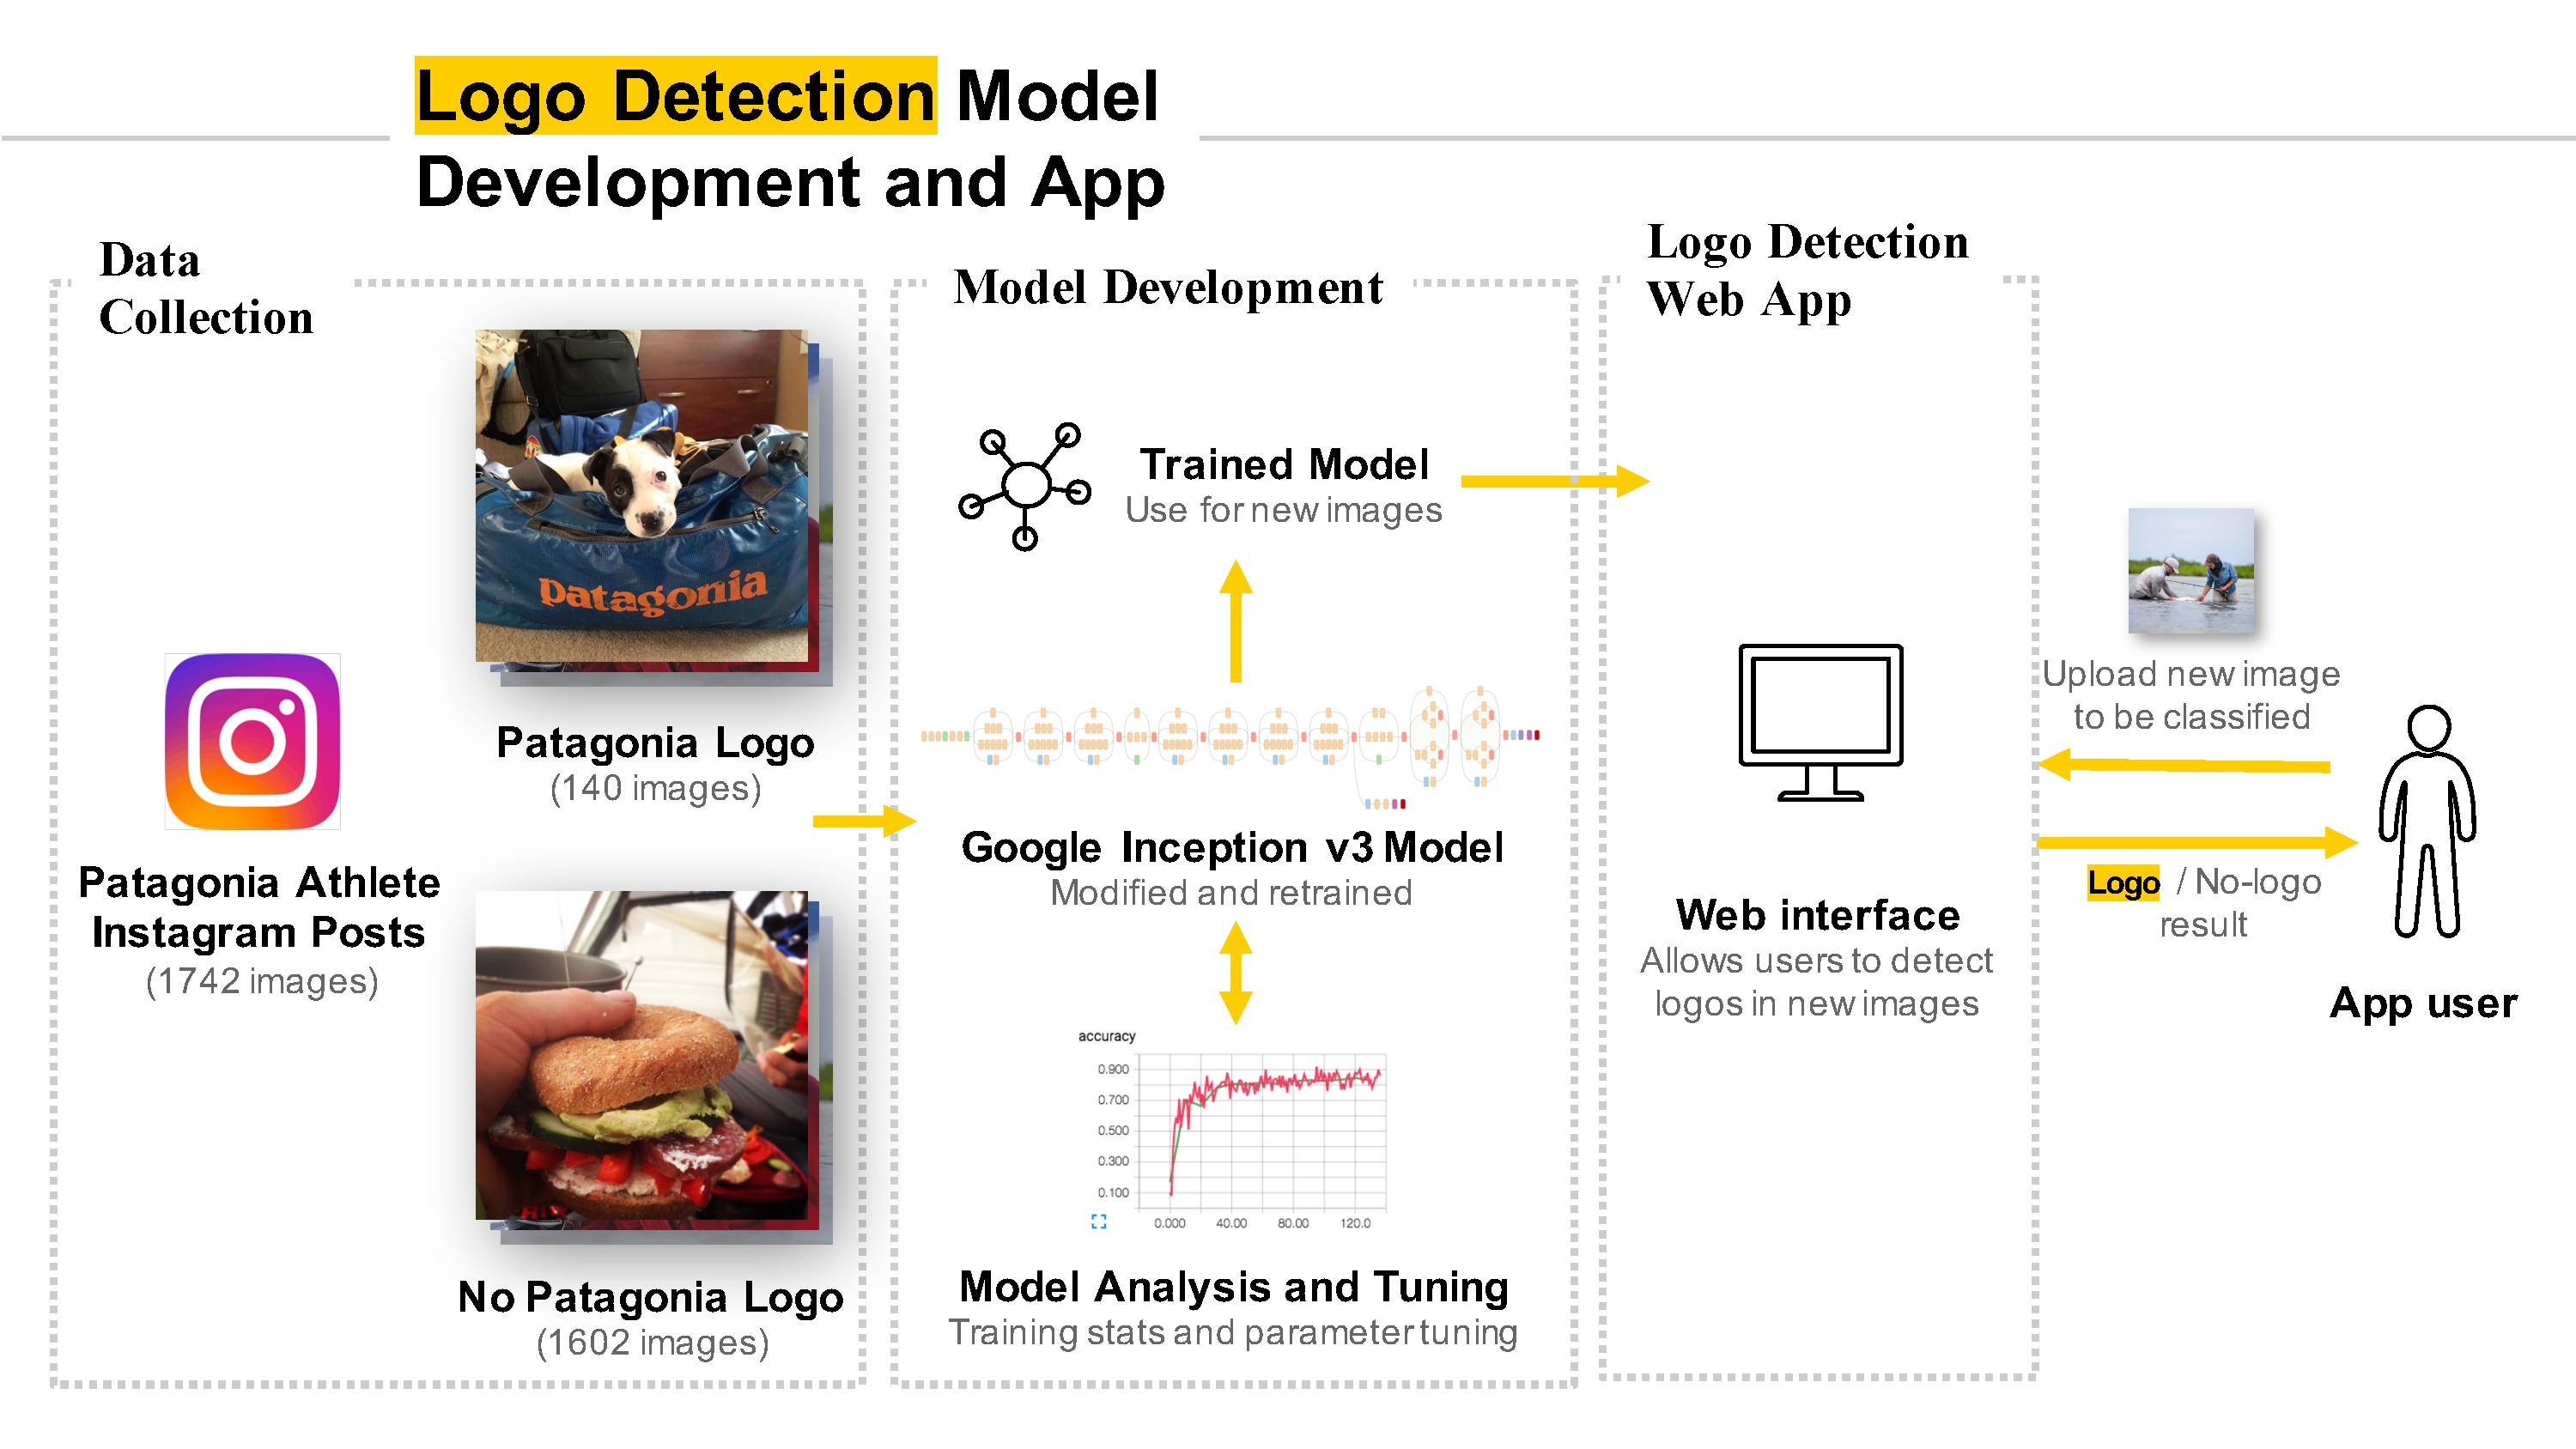 Logo Detection Model
Development and App
Data
Collection
Patagonia Athlete
Instagram Posts
(1742 images)
patagonia
Patagonia Logo
(140 images)
No Patagonia Logo
(1602 images)
Model Development
Trained Model
Use for new images
Google Inception v3 Model
Modified and retrained
accuracy
0.900
0.700
0.500
0.300
0.100
0.000 40.00 80.00 120.0
Model Analysis and Tuning
Training stats and parameter tuning
Logo Detection
Web App
Web interface
Allows users to detect
logos in new images
Upload new image
to be classified
Logo / No-logo
result
App user